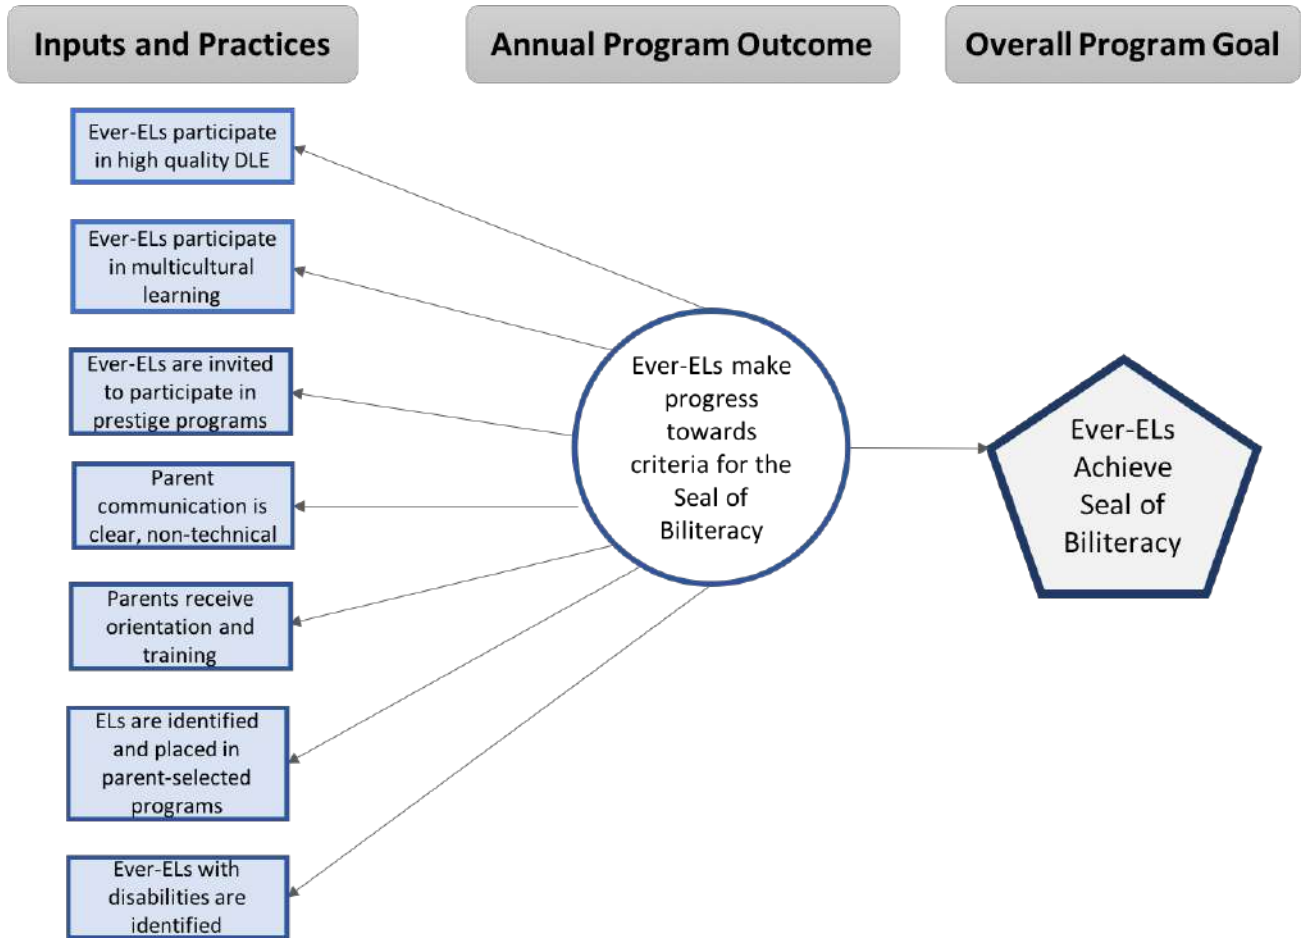 Inputs and Practices
Annual Program Outcome
Overall Program Goal
Ever-ELs participate
in high quality DLE
Ever-ELs participate
in multicultural
learning
Ever-ELs are invited
to participate in
prestige programs
Parent
communication is
clear, non-technical
Parents receive
orientation and
training
ELs are identified
and placed in
parent-selected
programs
Ever-ELs with
disabilities are
identified
Ever-ELs make
progress
towards
criteria for the
Seal of
Biliteracy
Ever-ELs
Achieve
Seal of
Biliteracy